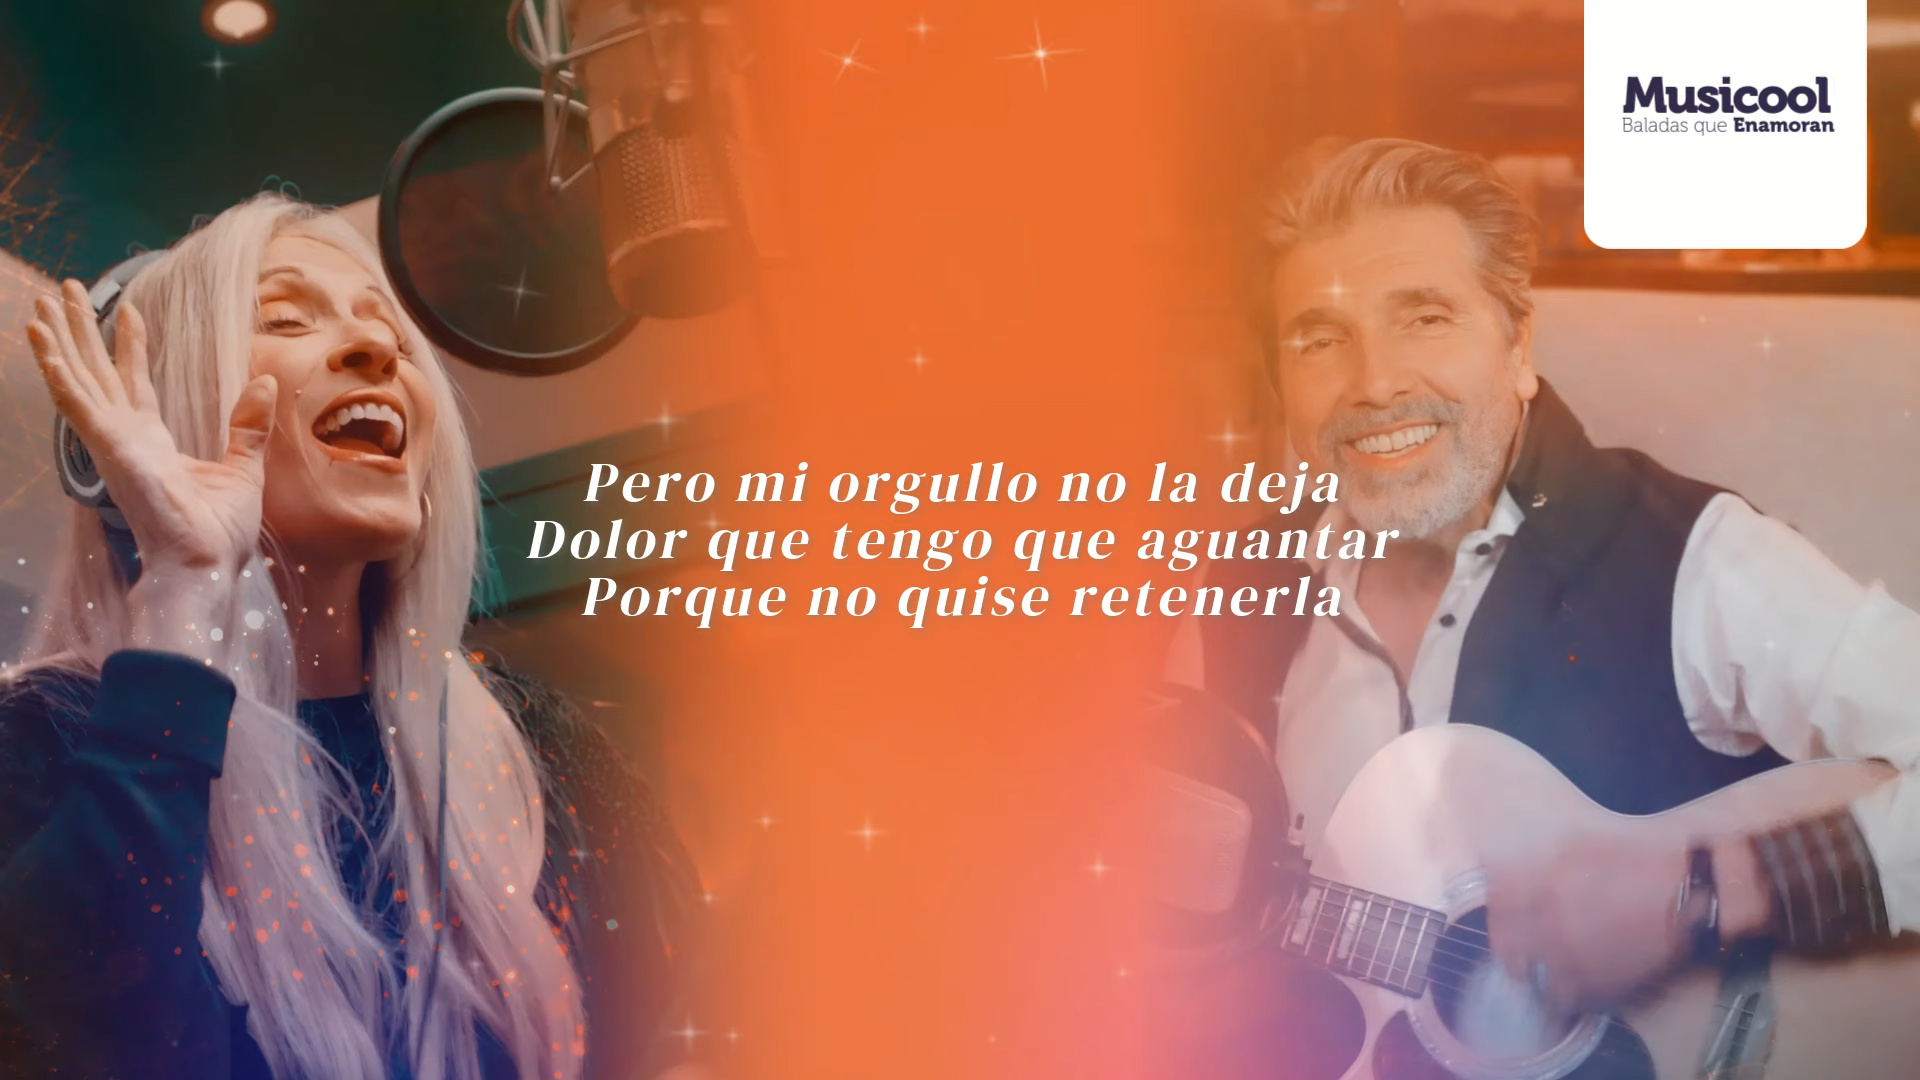 Musicool
Baladas que Enamoran
Pero mi orgullo no la deja
Dolor que tengo que aguantar
Porque no quise retenerla